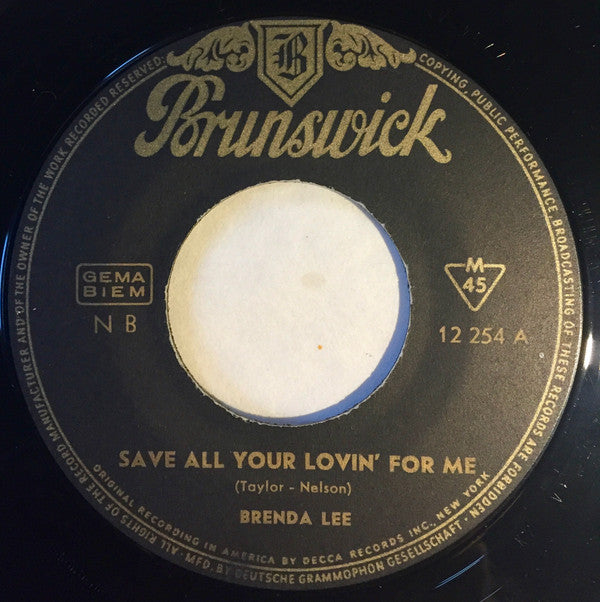 B
Brunswick
GEMA
BIEM
N B
M
45
12 254 A
SAVE ALL YOUR LOVIN' FOR ME
(Taylor - Nelson)
BRENDA LEE
ORIGINAL RECORDING IN AMERICA BY DECCA RECORDS INC., NEW YORK
ALL RIGHTS OF THE RECORD MANUFACTURER AND OF THE OWNER OF THE WORK RECORDED RESERVED· COPYING, PUBLIC PERFORMANCE, BROADCASTING OF THESE RECORDS ARE FORBIDDEN · MFD. BY DEUTSCHE GRAMMOPHON GESELLSCHAFT ·